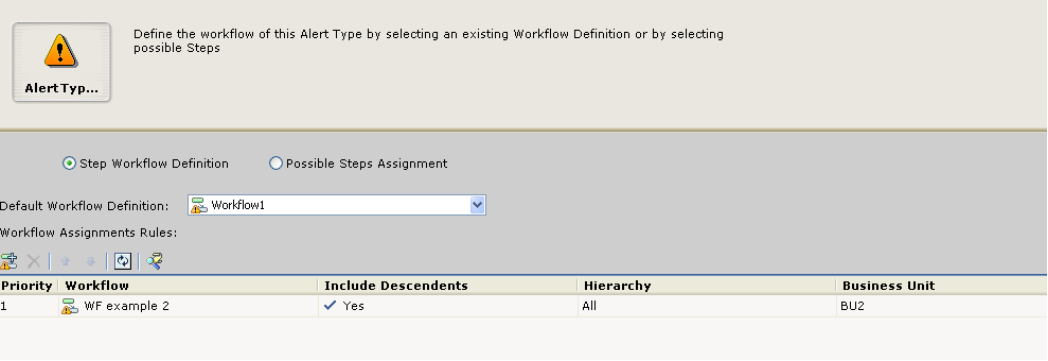 Define the workflow of this Alert Type by selecting an existing Workflow Definition or by selecting
possible Steps
AlertTyp...
Step Workflow Definition Possible Steps Assignment
Default Workflow Definition: Workflow1
Workflow Assignments Rules:
Priority Workflow Include Descendents Hierarchy Business Unit
1 WF example 2 Yes All BU2